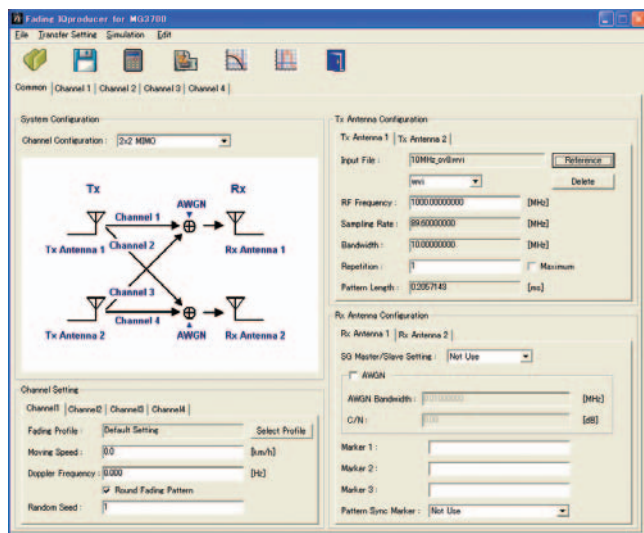 Fading IQproducer for MG3700
File Transfer Setting Simulation Edit
Common Channel 1 Channel 2 Channel 3 Channel 4
System Configuration
Channel Configuration : 2x2 MIMO
Tx Rx
AWGN
Channel 1
Tx Antenna 1 Channel 2 Rx Antenna 1
Channel 3
Channel 4
Tx Antenna 2 AWGN Rx Antenna 2
Channel Setting
Channel1 Channel2 Channel3 Channel4
Fading Profile : Default Setting Select Profile
Moving Speed : 0.0 [km/h]
Doppler Frequency : 0.000 [Hz]
Round Fading Pattern
Random Seed : 1
Tx Antenna Configuration
Tx Antenna 1 Tx Antenna 2
Input File : Reference
wvi Delete
RF Frequency : 1000.00000000 [MHz]
Sampling Rate : 89.60000000 [MHz]
Bandwidth : 10.00000000 [MHz]
Repetition : 1 Maximum
Pattern Length : 0.2057143 [ms]
Rx Antenna Configuration
Rx Antenna 1 Rx Antenna 2
SG Master/Slave Setting : Not Use
AWGN
AWGN Bandwidth : [MHz]
C/N : [dB]
Marker 1 :
Marker 2 :
Marker 3 :
Pattern Sync Marker : Not Use